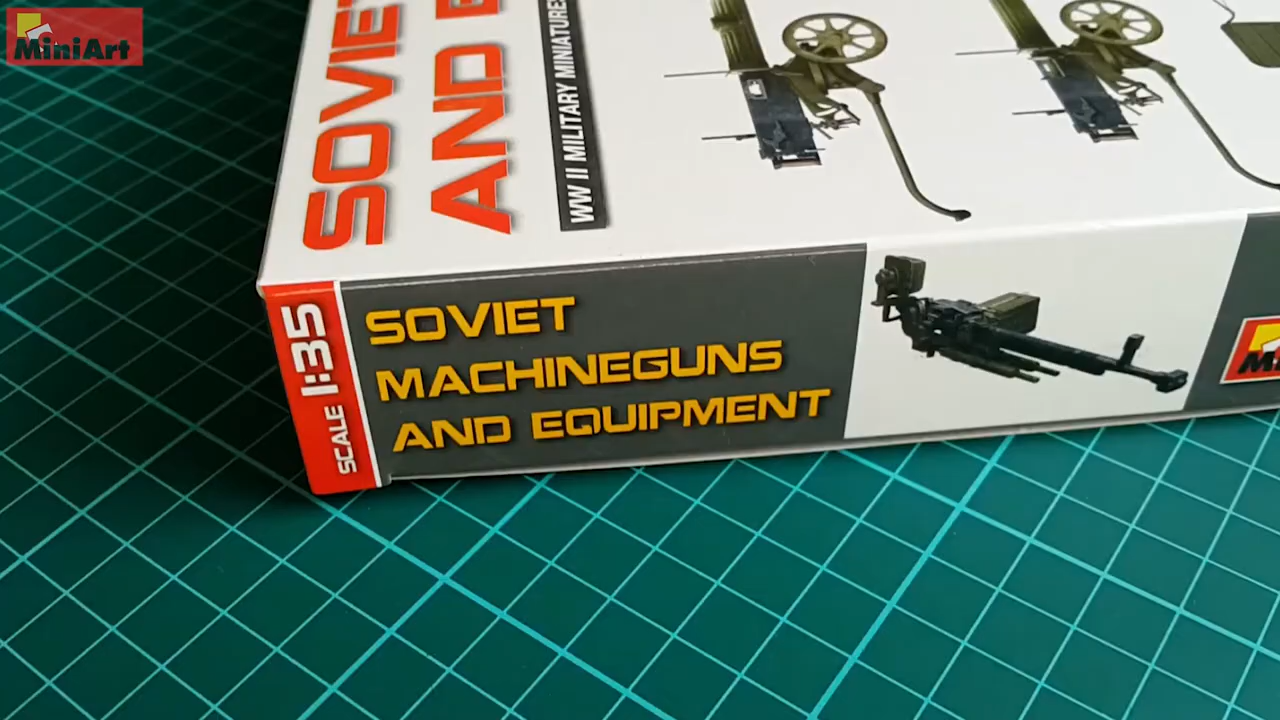 MiniArt
SOVIET
AND
WW II MILITARY MINIATURES
SCALE 1:35
SOVIET
MACHINEGUNS
AND EQUIPMENT